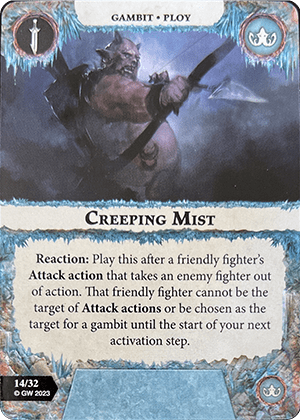 GAMBIT • PLOY
CREEPING MIST
Reaction: Play this after a friendly fighter's
Attack action that takes an enemy fighter out
of action. That friendly fighter cannot be the
target of Attack actions or be chosen as the
target for a gambit until the start of your next
activation step.
14/32
© GW 2023